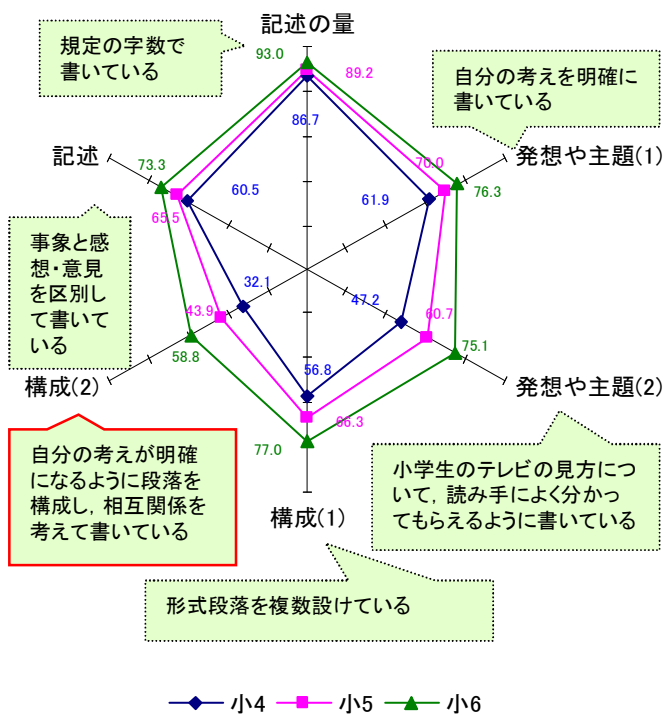 記述の量
規定の字数で
書いている
93.0
89.2
86.7
自分の考えを明確に
書いている
発想や主題(1)
70.0
76.3
61.9
記述
73.3
60.5
65.5
事象と感
想・意見
を区別し
て書いて
いる
32.1
43.9
58.8
構成(2)
47.2
60.7
75.1
発想や主題(2)
56.8
66.3
77.0
構成(1)
自分の考えが明確
になるように段落を
構成し,相互関係を
考えて書いている
小学生のテレビの見方につ
いて,読み手によく分かっ
てもらえるように書いている
形式段落を複数設けている
小4 小5 小6